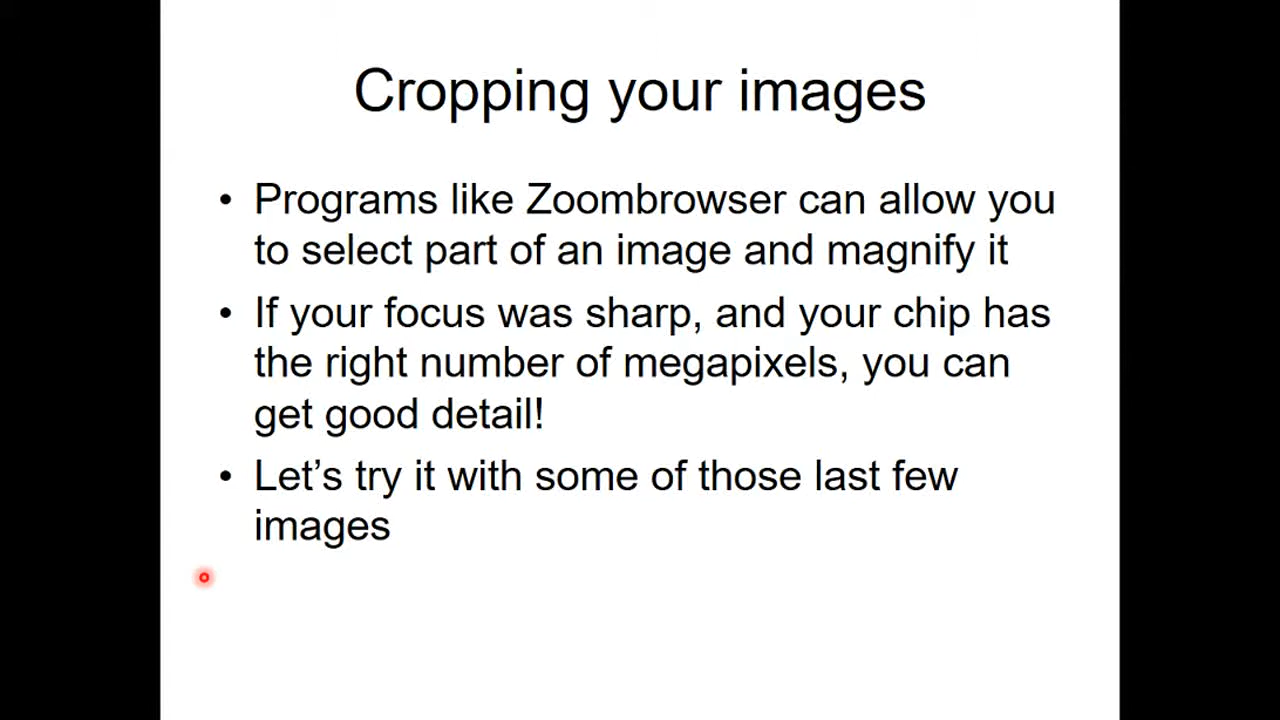 Cropping your images
• Programs like Zoombrowser can allow you
to select part of an image and magnify it
• If your focus was sharp, and your chip has
the right number of megapixels, you can
get good detail!
• Let’s try it with some of those last few
images